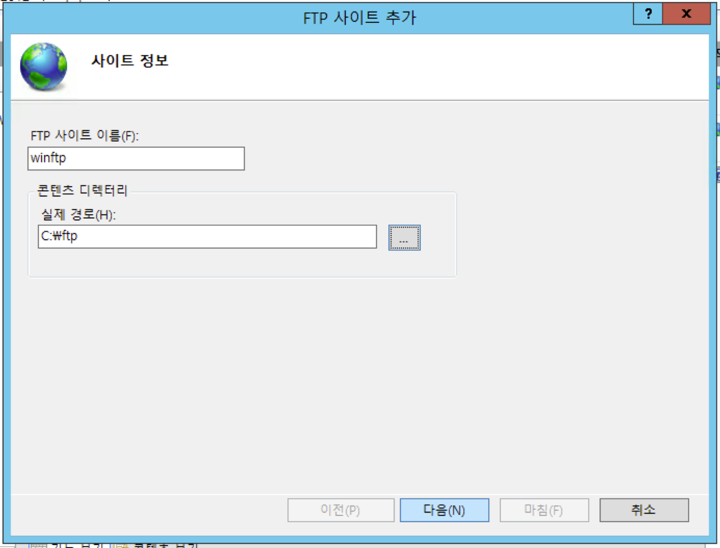 FTP 사이트 추가
?
x
사이트 정보
FTP 사이트 이름(F):
winftp
콘텐츠 디렉터리
실제 경로(H):
C:₩ftp
...
이전(P)
다음(N)
마침(F)
취소